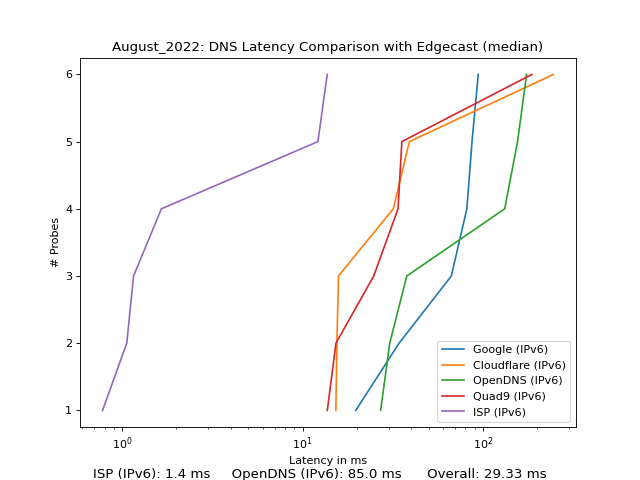 August_2022: DNS Latency Comparison with Edgecast (median)
# Probes
6
5
4
3
2
1
Google (IPv6)
Cloudflare (IPv6)
OpenDNS (IPv6)
Quad9 (IPv6)
ISP (IPv6)
10⁰ 10¹ 10²
Latency in ms
ISP (IPv6): 1.4 ms OpenDNS (IPv6): 85.0 ms Overall: 29.33 ms